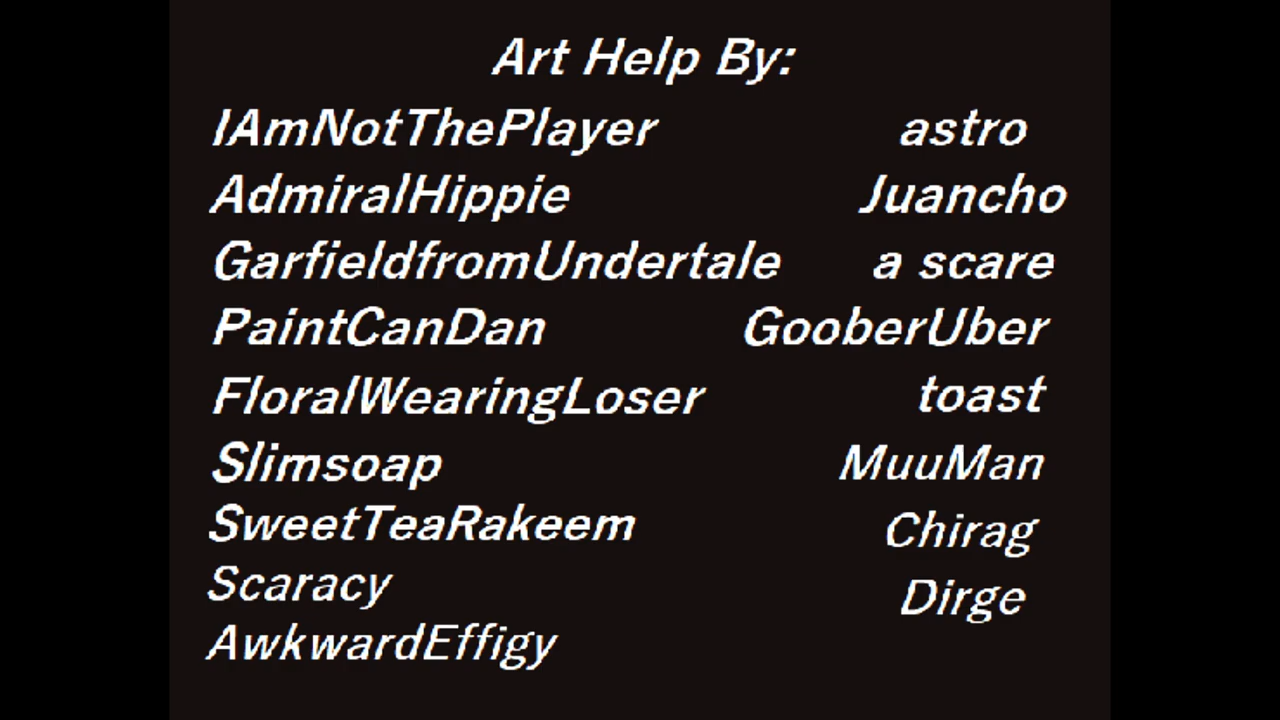 Art Help By:
IAmNotThePlayer
AdmiralHippie
GarfieldfromUndertale
PaintCanDan
FloralWearingLoser
Slimsoap
SweetTeaRakeem
Scaracy
AwkwardEffigy
astro
Juancho
a scare
GooberUber
toast
MuuMan
Chirag
Dirge